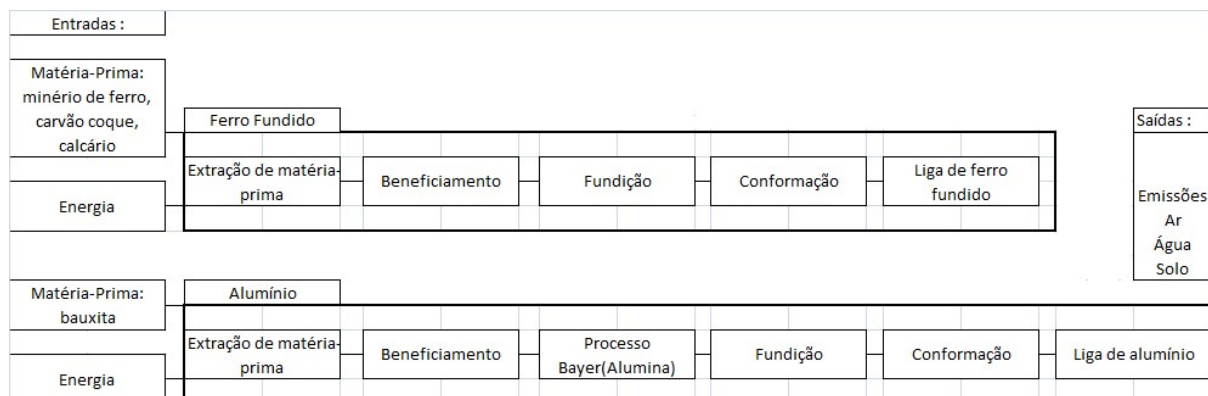 Entradas :
Matéria-Prima:
minério de ferro,
carvão coque,
calcário
Ferro Fundido
Saídas :
Extração de matéria-
prima
Beneficiamento
Fundição
Conformação
Liga de ferro
fundido
Energia
Emissões
Ar
Água
Solo
Matéria-Prima:
bauxita
Alumínio
Extração de matéria-
prima
Beneficiamento
Processo
Bayer(Alumina)
Fundição
Conformação
Liga de alumínio
Energia